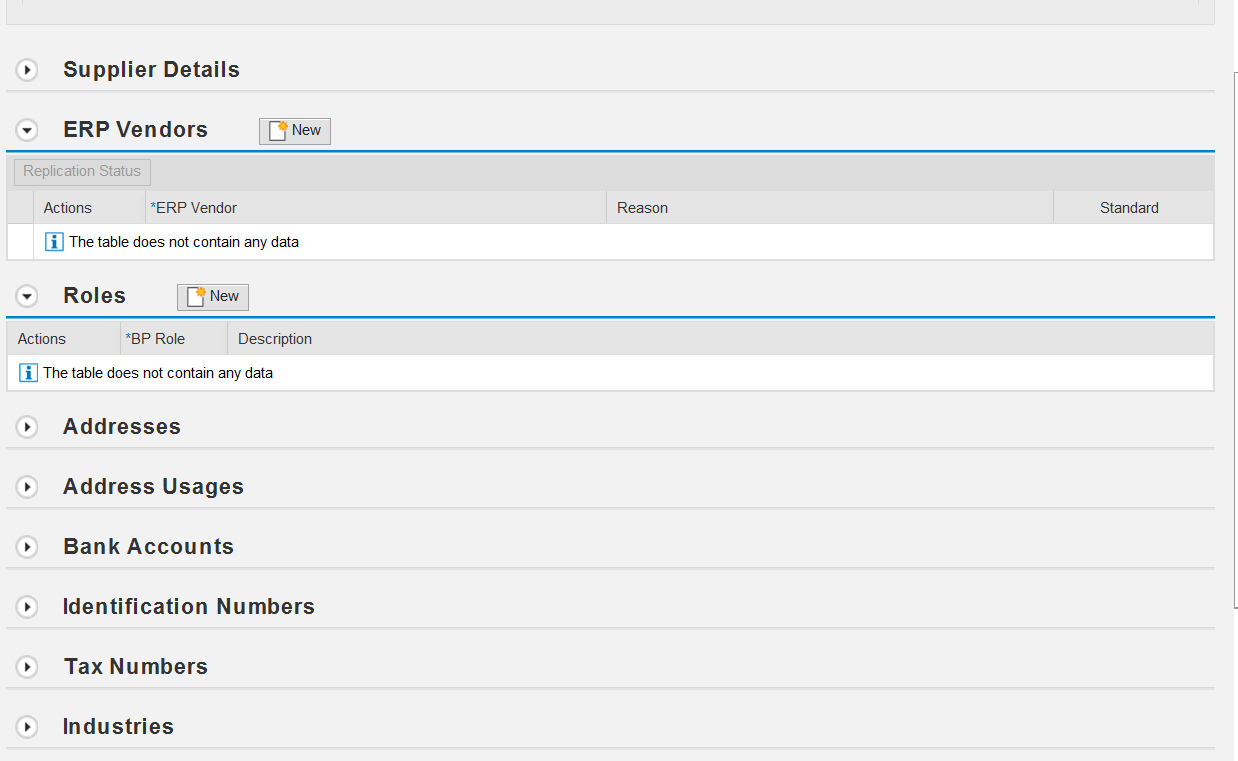 Supplier Details
ERP Vendors New
Replication Status
Actions *ERP Vendor Reason Standard
The table does not contain any data
Roles New
Actions *BP Role Description
The table does not contain any data
Addresses
Address Usages
Bank Accounts
Identification Numbers
Tax Numbers
Industries